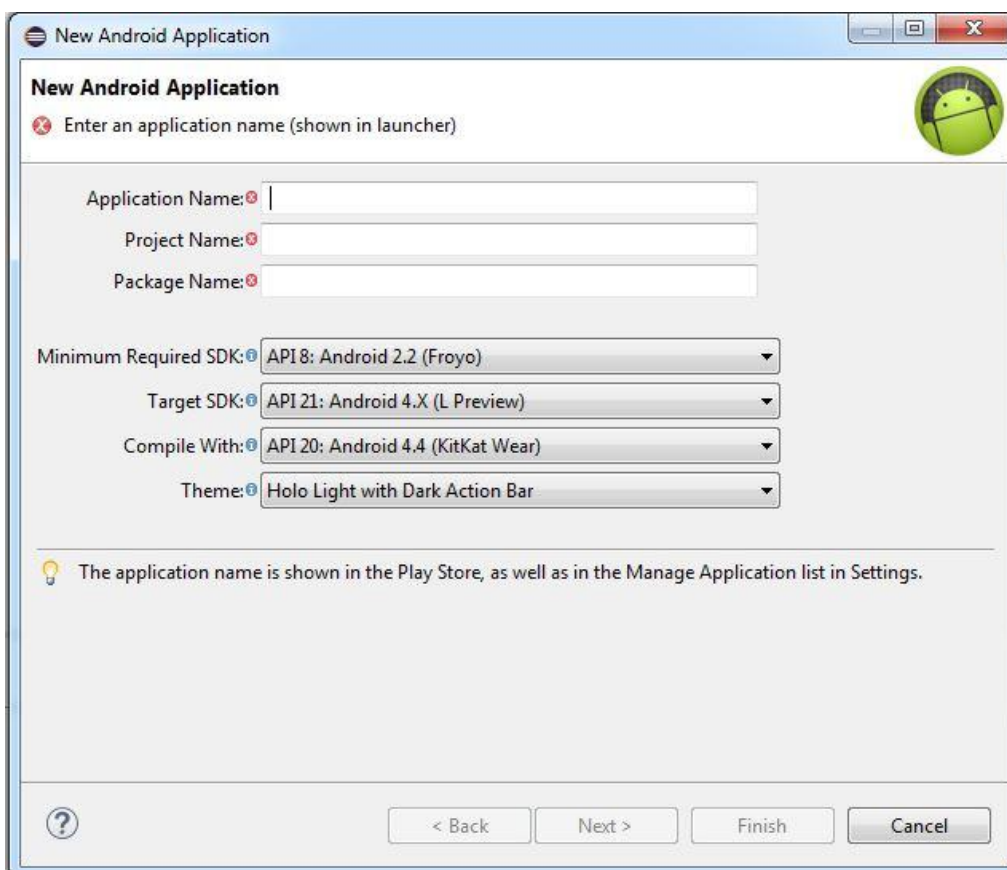 New Android Application
New Android Application
Enter an application name (shown in launcher)
Application Name:
Project Name:
Package Name:
Minimum Required SDK: API 8: Android 2.2 (Froyo)
Target SDK: API 21: Android 4.X (L Preview)
Compile With: API 20: Android 4.4 (KitKat Wear)
Theme: Holo Light with Dark Action Bar
The application name is shown in the Play Store, as well as in the Manage Application list in Settings.
? < Back Next > Finish Cancel